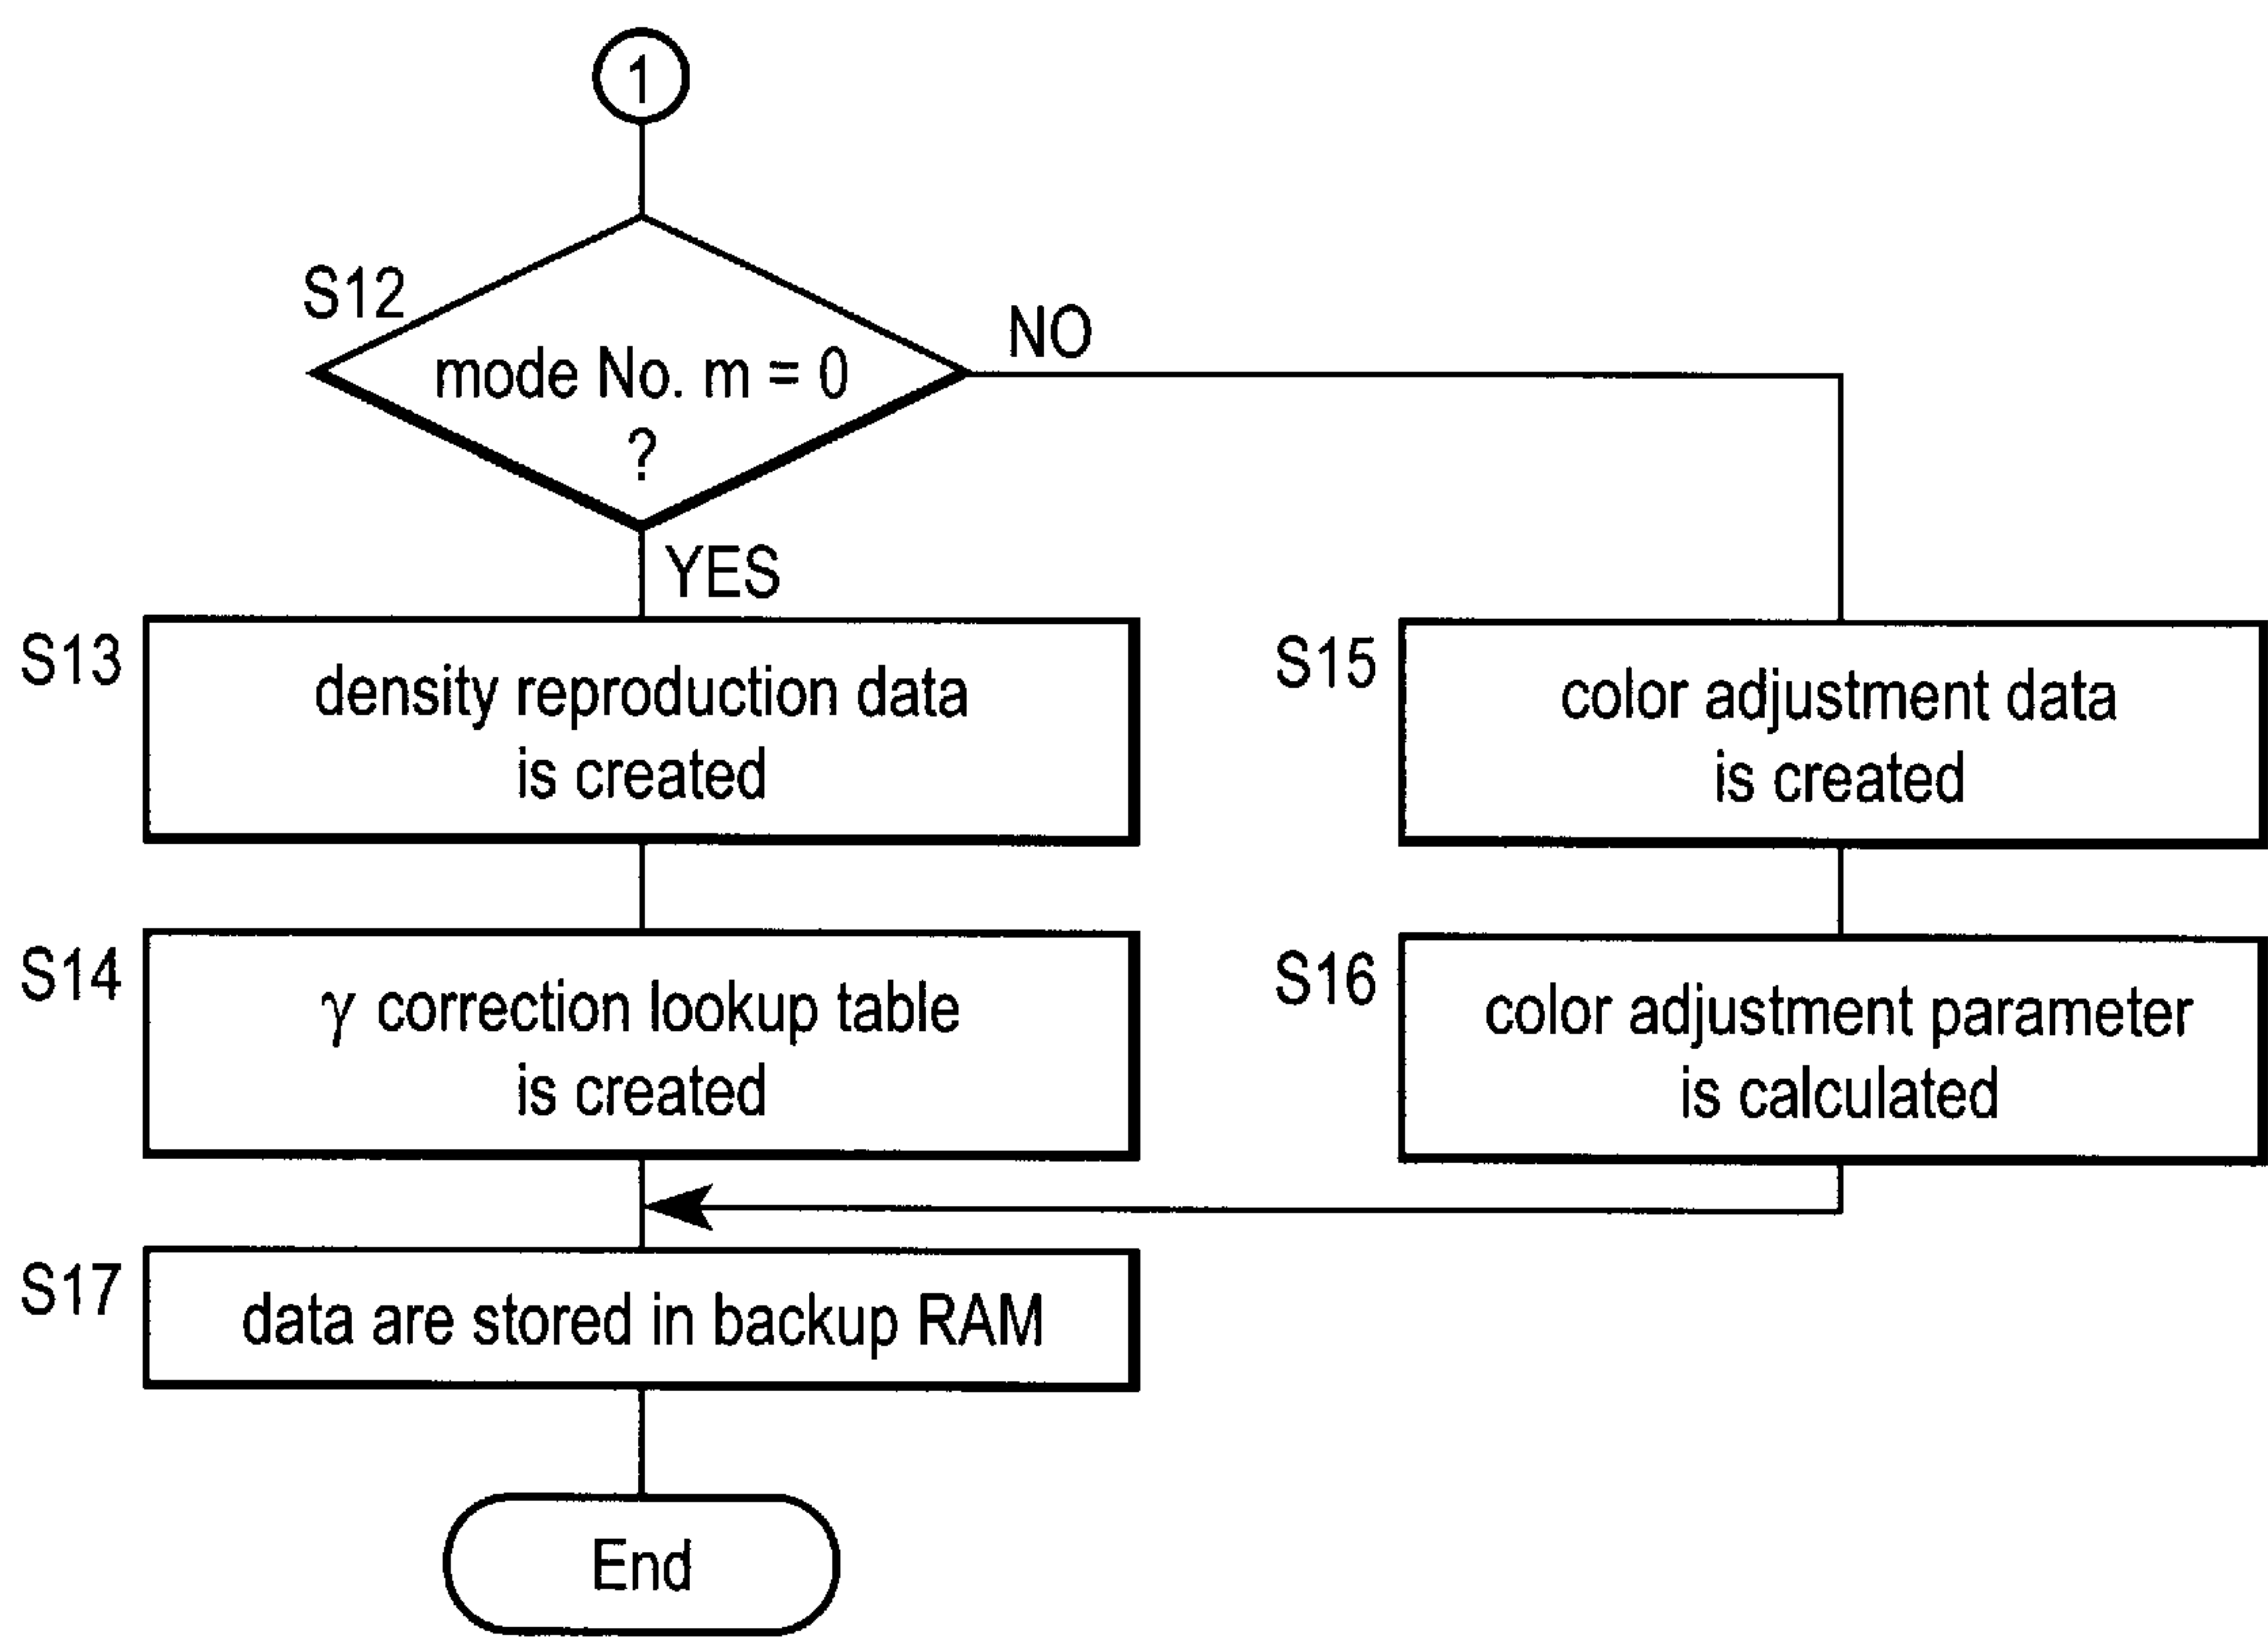 1
S12
mode No. m = 0
?
NO
YES
S13
density reproduction data
is created
S14
γ correction lookup table
is created
S15
color adjustment data
is created
S16
color adjustment parameter
is calculated
S17
data are stored in backup RAM
End